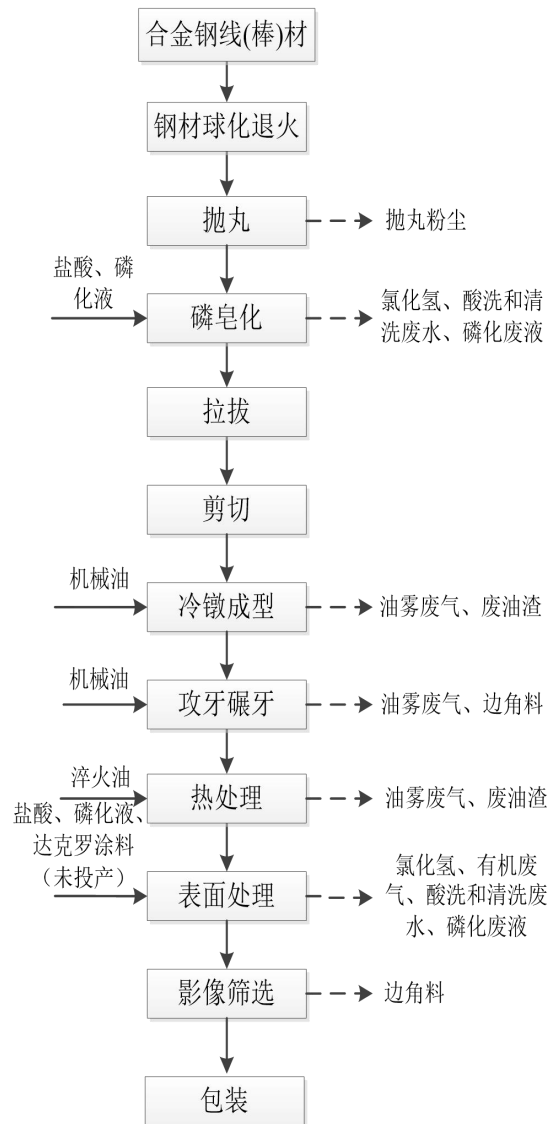 合金钢线(棒)材
钢材球化退火
抛丸
抛丸粉尘
盐酸、磷
化液
磷皂化
氯化氢、酸洗和清
洗废水、磷化废液
拉拔
剪切
机械油
冷镦成型
油雾废气、废油渣
机械油
攻牙碾牙
油雾废气、边角料
淬火油
热处理
油雾废气、废油渣
盐酸、磷化液、
达克罗涂料
（未投产）
表面处理
氯化氢、有机废
气、酸洗和清洗废
水、磷化废液
影像筛选
边角料
包装